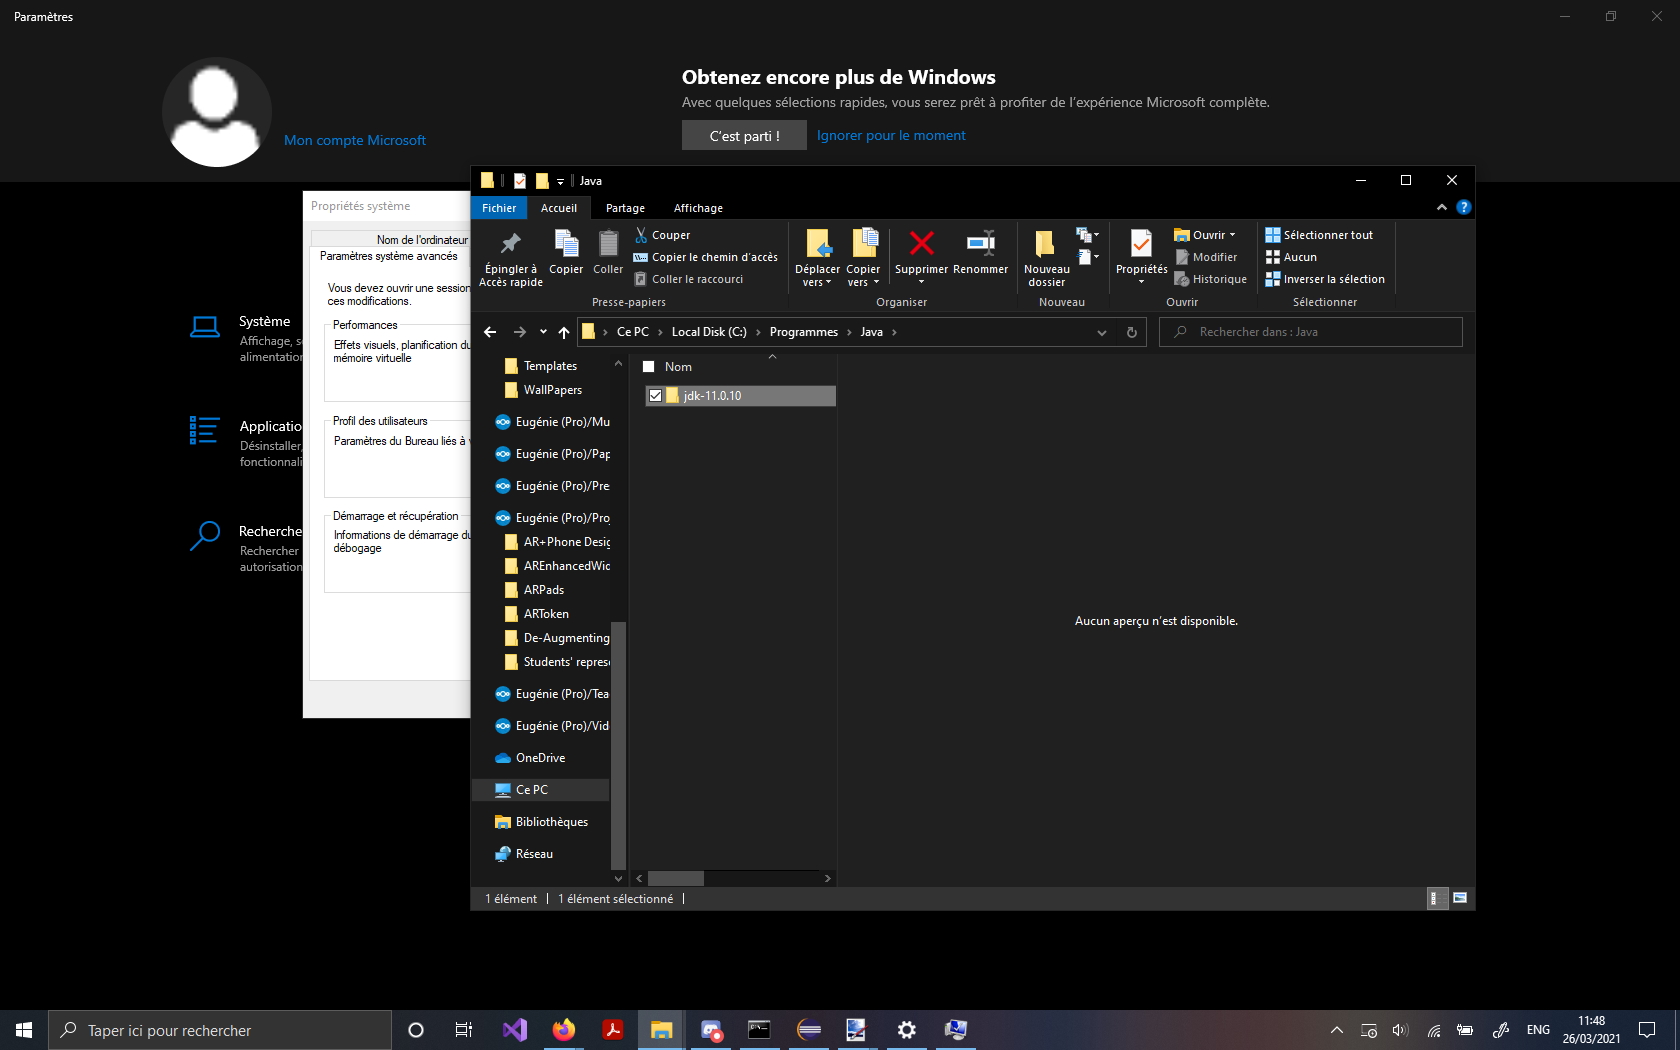 Paramètres
Obtenez encore plus de Windows
Avec quelques sélections rapides, vous serez prêt à profiter de l'expérience Microsoft complète.
Mon compte Microsoft
C'est parti !
Ignorer pour le moment
Système
Affichage, s
alimentation
Applicatio
Désinstaller,
fonctionnali
Recherche
Rechercher
autorisation
Propriétés système
Nom de l'ordinateur
Paramètres système avancés
Vous devez ouvrir une session
ces modifications.
Performances
Effets visuels, planification du
mémoire virtuelle
Profil des utilisateurs
Paramètres du Bureau liés à v
Démarrage et récupération
Informations de démarrage du
débogage
Java
Fichier
Accueil
Partage
Affichage
Épingler à
Accès rapide
Copier
Coller
Couper
Copier le chemin d'accès
Coller le raccourci
Presse-papiers
Déplacer
vers
Copier
vers
Supprimer
Renommer
Organiser
Nouveau
dossier
Nouveau
Propriétés
Ouvrir
Modifier
Historique
Ouvrir
Sélectionner tout
Aucun
Inverser la sélection
Sélectionner
Ce PC
Local Disk (C:)
Programmes
Java
Rechercher dans : Java
Templates
WallPapers
Eugénie (Pro)/Mu
Eugénie (Pro)/Pap
Eugénie (Pro)/Pre
Eugénie (Pro)/Proj
AR+Phone Desig
AREnhancedWid
ARPads
ARToken
De-Augmenting
Students' represe
Eugénie (Pro)/Tea
Eugénie (Pro)/Vid
OneDrive
Ce PC
Bibliothèques
Réseau
Nom
jdk-11.0.10
Aucun aperçu n'est disponible.
1 élément
1 élément sélectionné
Taper ici pour rechercher
ENG
11:48
26/03/2021